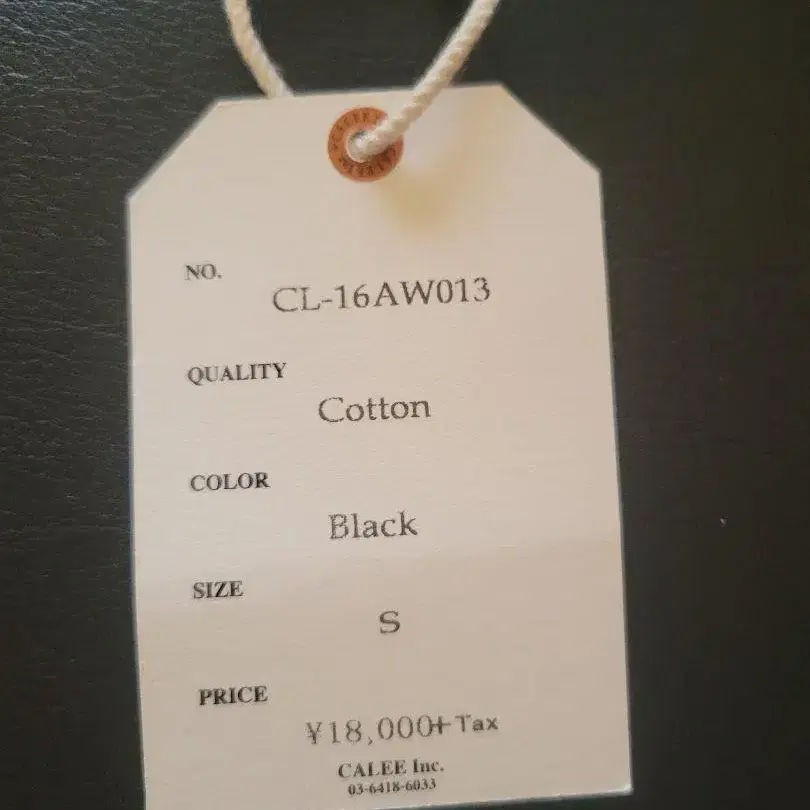 NO.
CL-16AW013
QUALITY
Cotton
COLOR
Black
SIZE
S
PRICE
¥18,000+Tax
CALEE Inc.
03-6418-6033